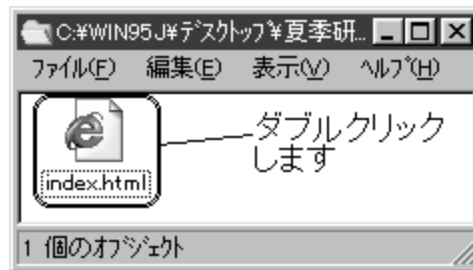 C:¥WIN95J¥ﾃﾞｽｸﾄｯﾌﾟ¥夏季研...
ﾌｧｲﾙ(F) 編集(E) 表示(V) ﾍﾙﾌﾟ(H)
ダブルクリック
します
index.html
1 個のｵﾌﾞｼﾞｪｸﾄ